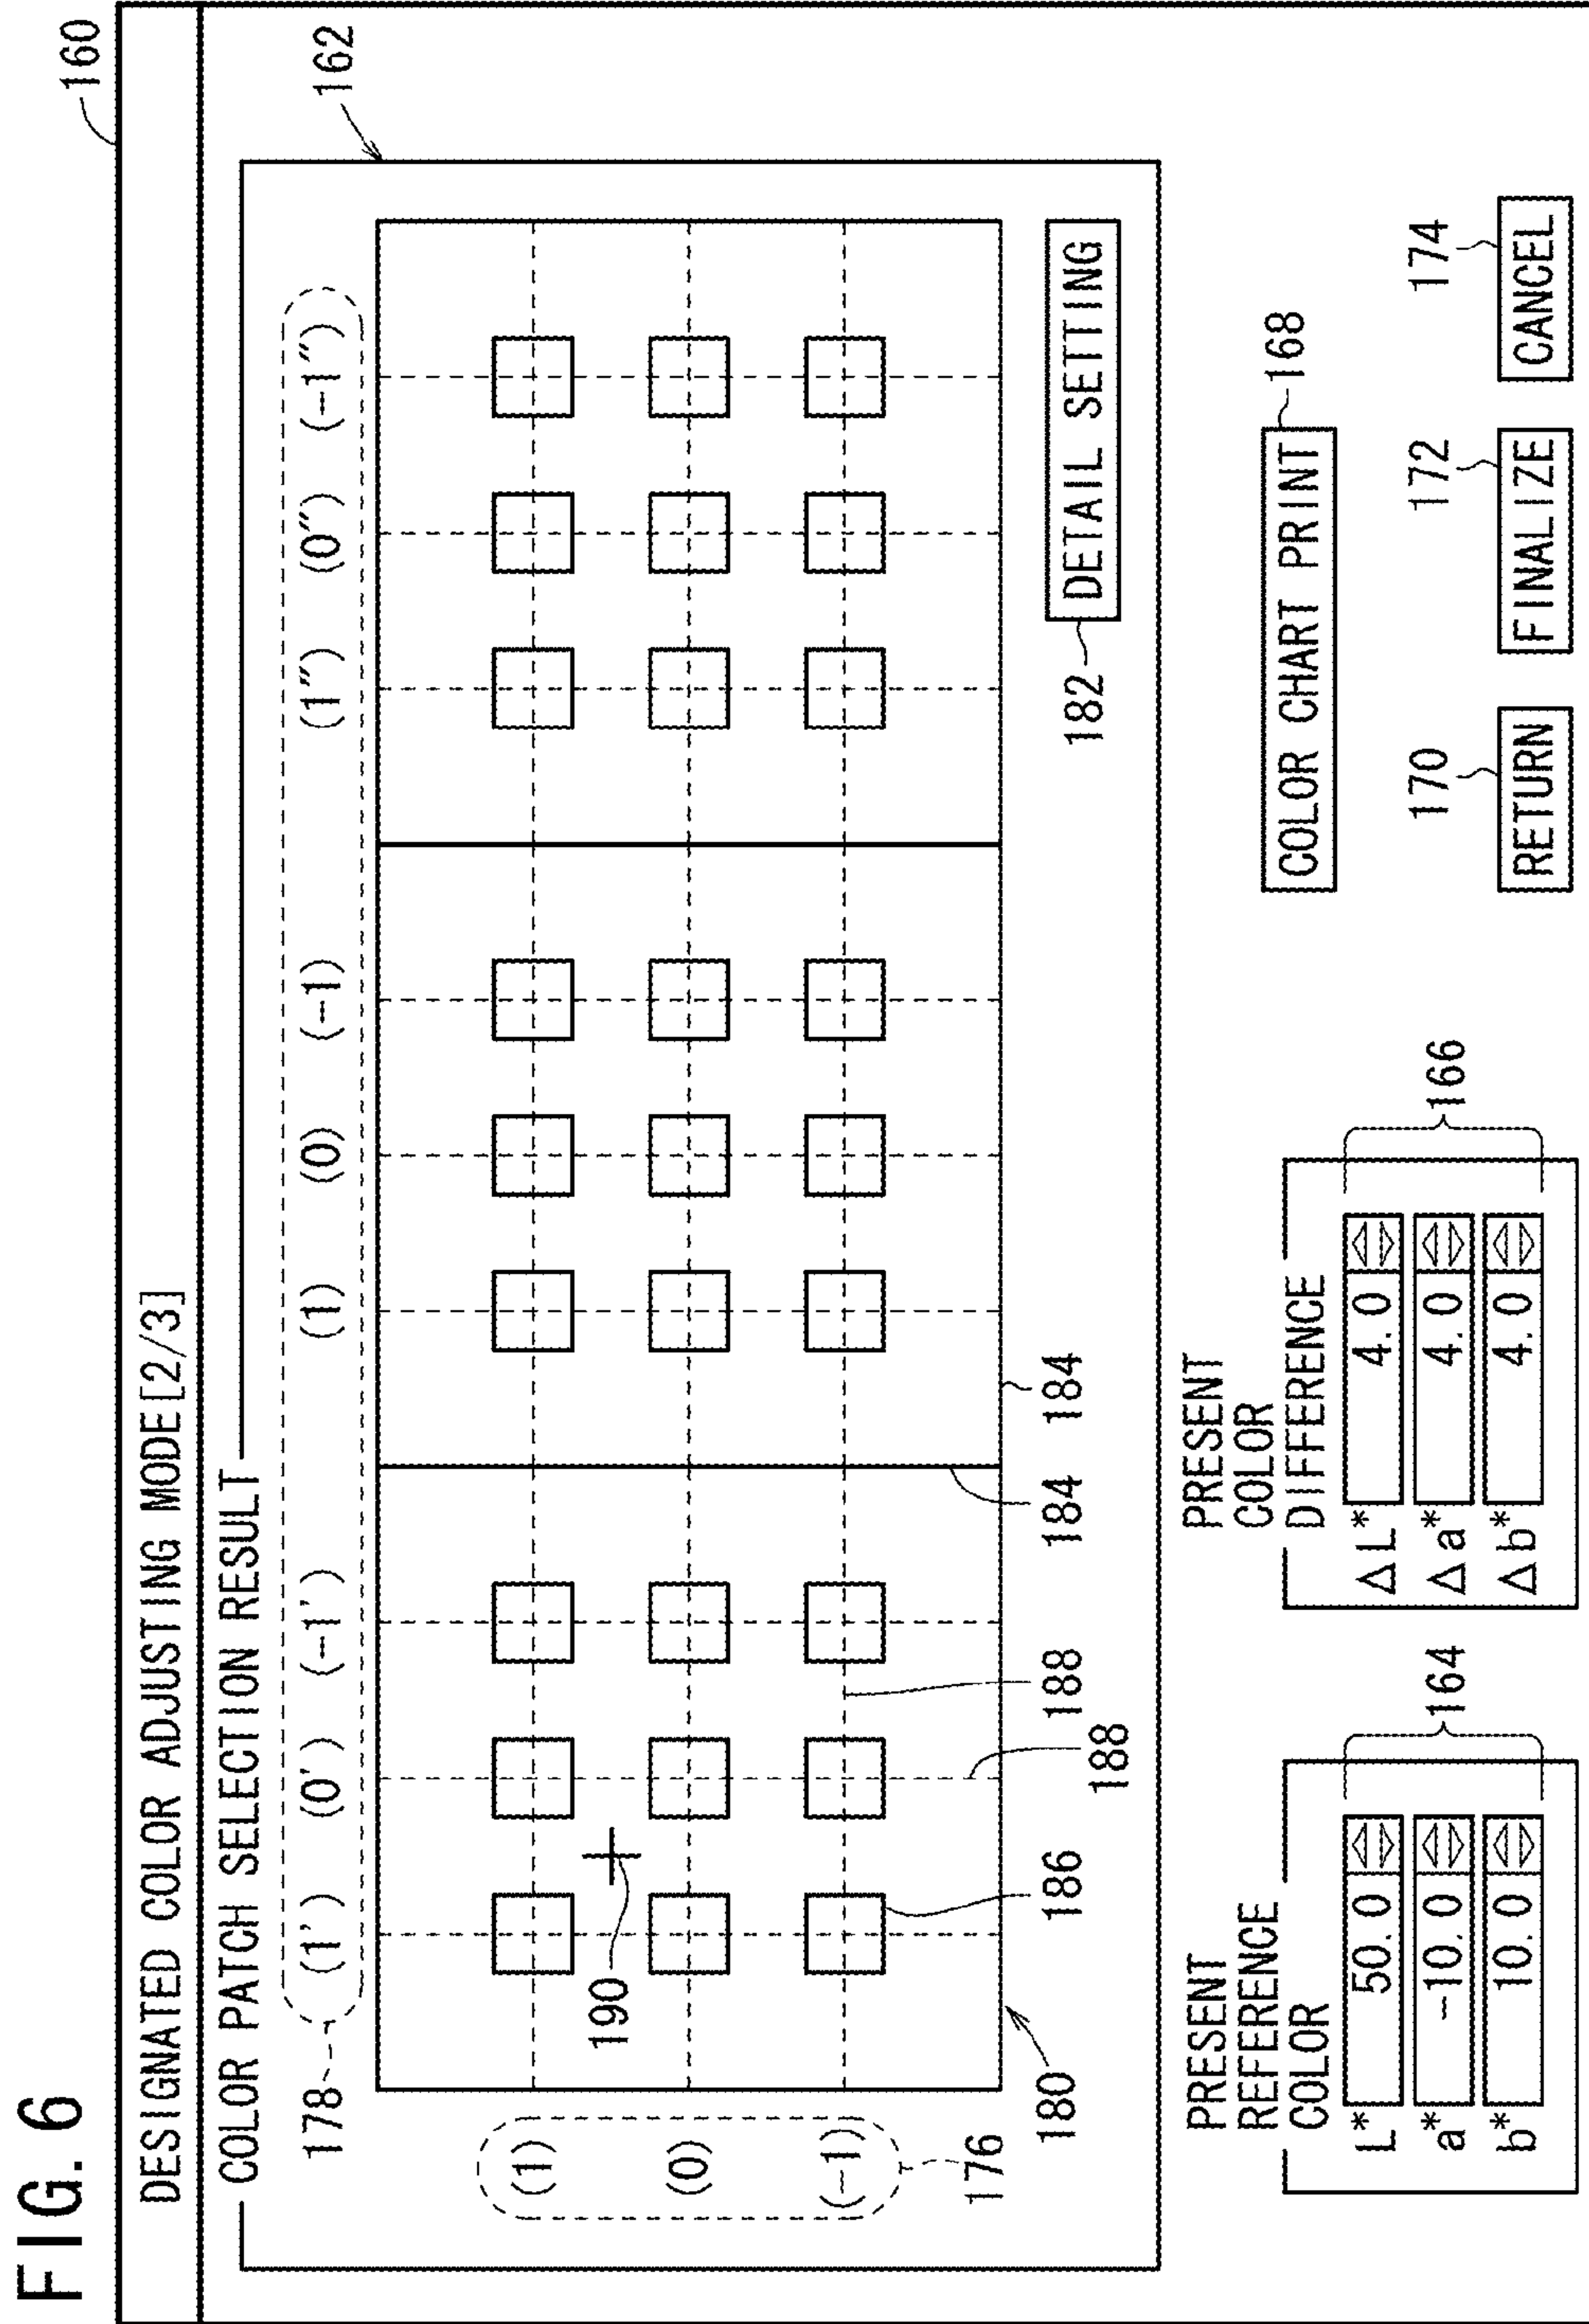 FIG. 6
160
DESIGNATED COLOR ADJUSTING MODE[2/3]
COLOR PATCH SELECTION RESULT
162
178
(1') (0') (-1') (1) (0) (-1) (1") (0") (-1")
(1)
190
(0)
(-1)
176
180
186
188
188
184
184
182
DETAIL SETTING
PRESENT
REFERENCE
COLOR
L* 50.0
a* -10.0
b* 10.0
164
PRESENT
COLOR
DIFFERENCE
ΔL* 4.0
Δa* 4.0
Δb* 4.0
166
COLOR CHART PRINT
168
170
172
174
RETURN
FINALIZE
CANCEL